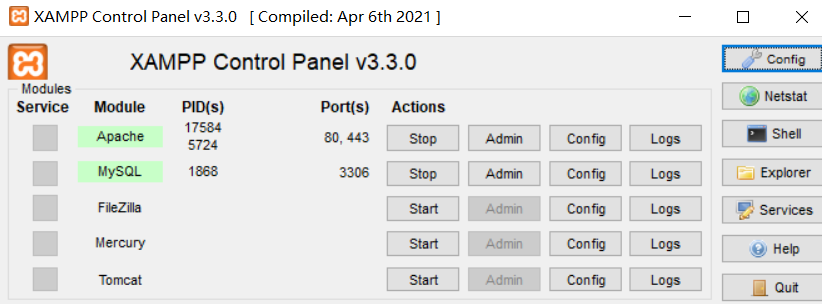 XAMPP Control Panel v3.3.0 [ Compiled: Apr 6th 2021 ]
XAMPP Control Panel v3.3.0
Config
Modules
Service Module PID(s) Port(s) Actions
Netstat
Apache 17584 5724 80, 443 Stop Admin Config Logs
Shell
MySQL 1868 3306 Stop Admin Config Logs
Explorer
FileZilla Start Admin Config Logs
Services
Mercury Start Admin Config Logs
Help
Tomcat Start Admin Config Logs
Quit